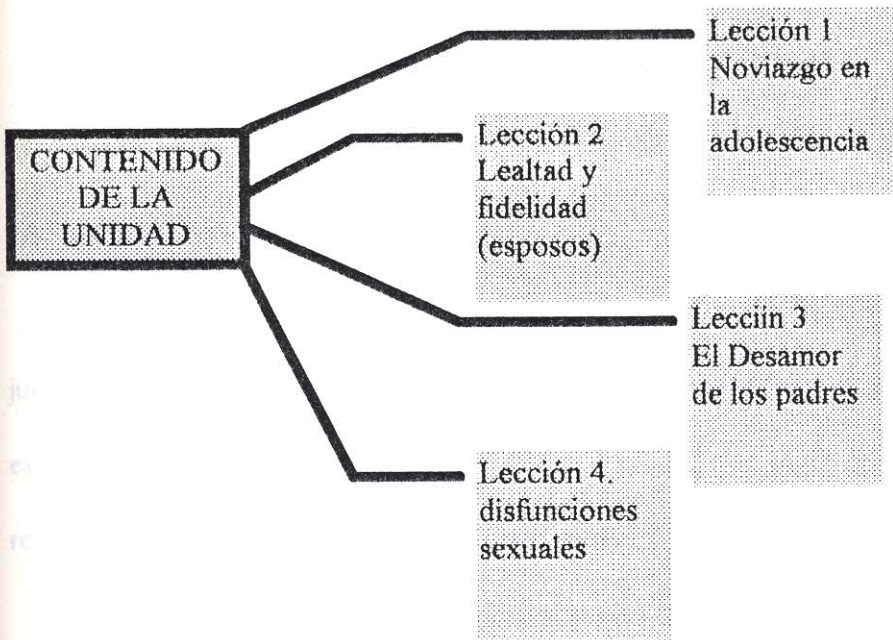 CONTENIDO
DE LA
UNIDAD
Lección 1
Noviazgo en
la
adolescencia
Lección 2
Lealtad y
fidelidad
(esposos)
Lecciin 3
El Desamor
de los padres
Lección 4.
disfunciones
sexuales